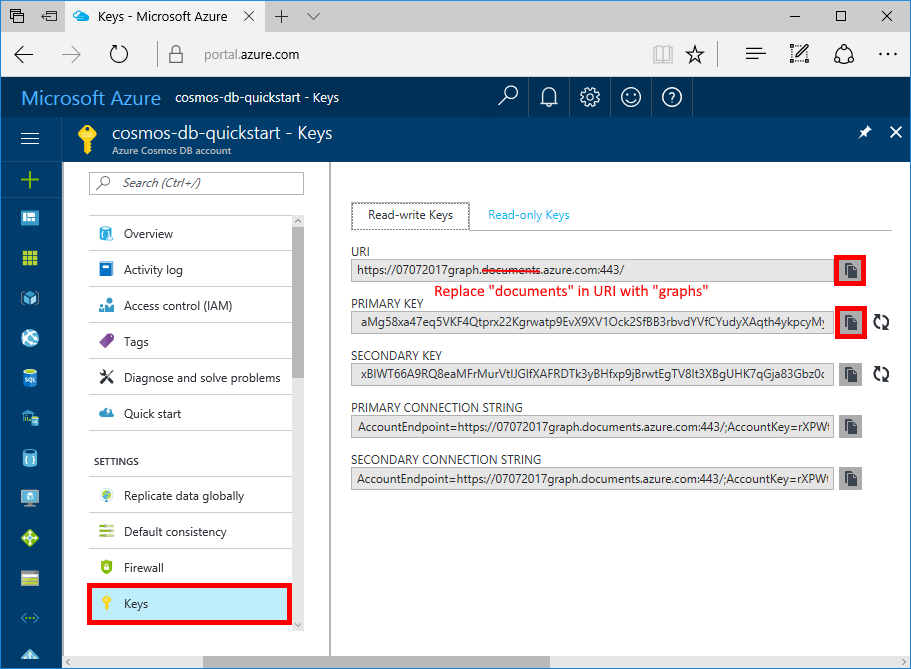 Keys - Microsoft Azure
portal.azure.com
Microsoft Azure cosmos-db-quickstart - Keys
cosmos-db-quickstart - Keys
Azure Cosmos DB account
Search (Ctrl+/)
Overview
Activity log
Access control (IAM)
Tags
Diagnose and solve problems
Quick start
SETTINGS
Replicate data globally
Default consistency
Firewall
Keys
Read-write Keys Read-only Keys
URI
https://07072017graph.documents.azure.com:443/
Replace "documents" in URI with "graphs"
PRIMARY KEY
aMg58xa47eq5VKF4Qtprx22Kgrwatp9EvX9XV1Ock2SfBB3rbvdYVfCYudyXAqth4ykpcyMy
SECONDARY KEY
xBIWT66A9RQ8eaMFrMurVtIJGIfXAFRDTk3yBHfxp9jBrwtEgTV8It3XBgUHK7qGja83Gbz0c
PRIMARY CONNECTION STRING
AccountEndpoint=https://07072017graph.documents.azure.com:443/;AccountKey=rXPWt
SECONDARY CONNECTION STRING
AccountEndpoint=https://07072017graph.documents.azure.com:443/;AccountKey=rXPWt
SQL